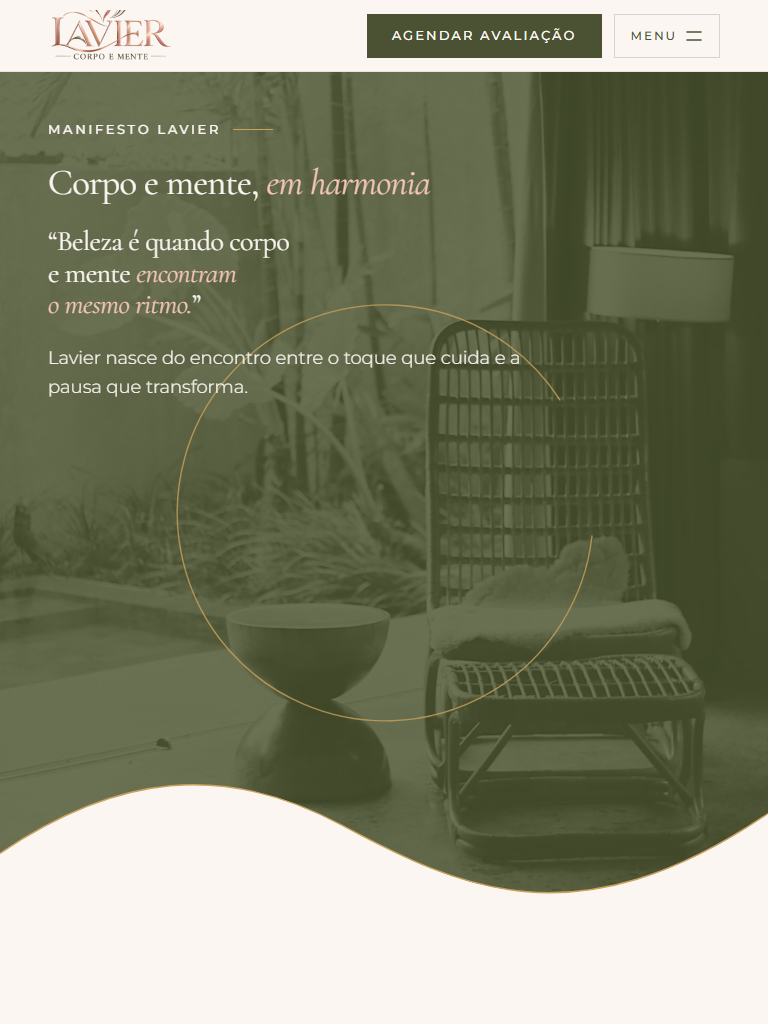 LAVIER
CORPO E MENTE
AGENDAR AVALIAÇÃO
MENU
MANIFESTO LAVIER
Corpo e mente, em harmonia
“Beleza é quando corpo
e mente encontram
o mesmo ritmo.”
Lavier nasce do encontro entre o toque que cuida e a
pausa que transforma.